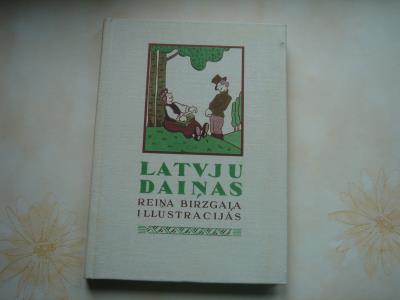 LATVJU
DAIŅAS
REIŅA BIRZGAĻA
ILLUSTRACIJĀS